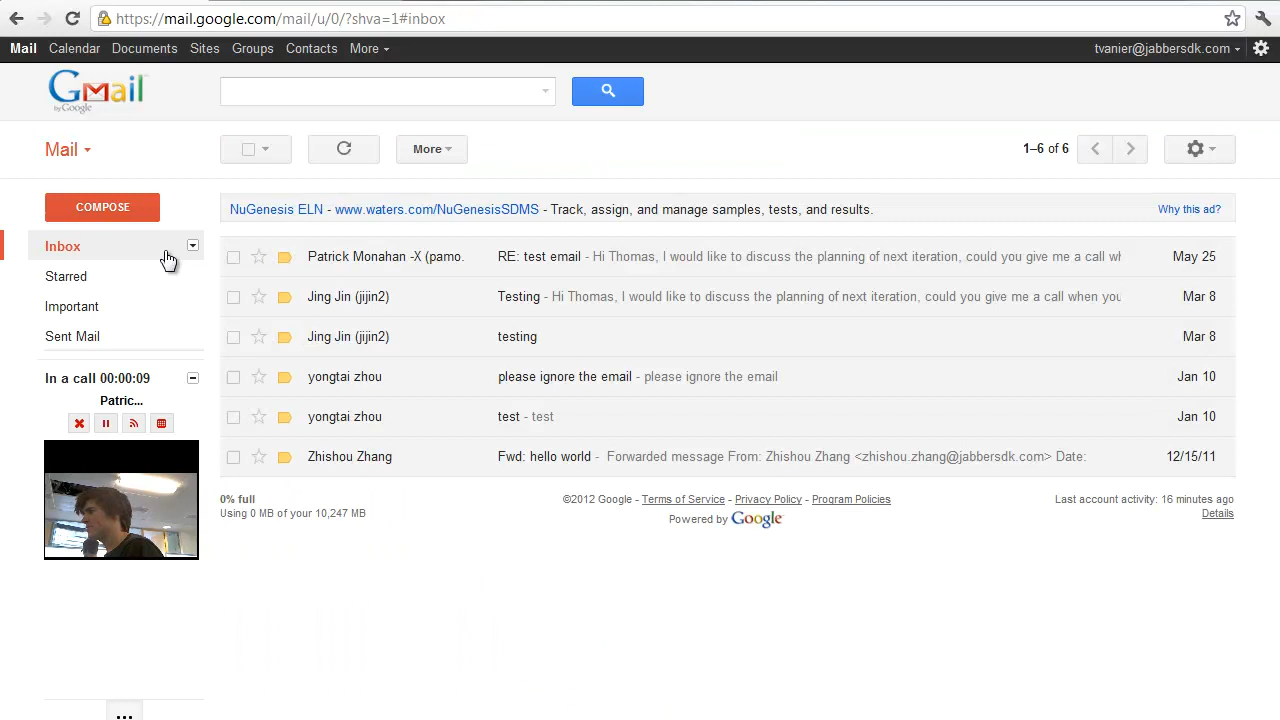 https://mail.google.com/mail/u/0/?shva=1#inbox
Mail Calendar Documents Sites Groups Contacts More tvanier@jabbersdk.com
Gmail
by Google
Mail More 1–6 of 6
COMPOSE
NuGenesis ELN - www.waters.com/NuGenesisSDMS - Track, assign, and manage samples, tests, and results. Why this ad?
Inbox
Starred
Important
Sent Mail
Patrick Monahan -X (pamo. RE: test email - Hi Thomas, I would like to discuss the planning of next iteration, could you give me a call wh May 25
Jing Jin (jijin2) Testing - Hi Thomas, I would like to discuss the planning of next iteration, could you give me a call when you Mar 8
Jing Jin (jijin2) testing Mar 8
yongtai zhou please ignore the email - please ignore the email Jan 10
yongtai zhou test - test Jan 10
Zhishou Zhang Fwd: hello world - Forwarded message From: Zhishou Zhang <zhishou.zhang@jabbersdk.com> Date: 12/15/11
In a call 00:00:09
Patric...
0% full
Using 0 MB of your 10,247 MB
©2012 Google - Terms of Service - Privacy Policy - Program Policies
Powered by Google
Last account activity: 16 minutes ago
Details
...